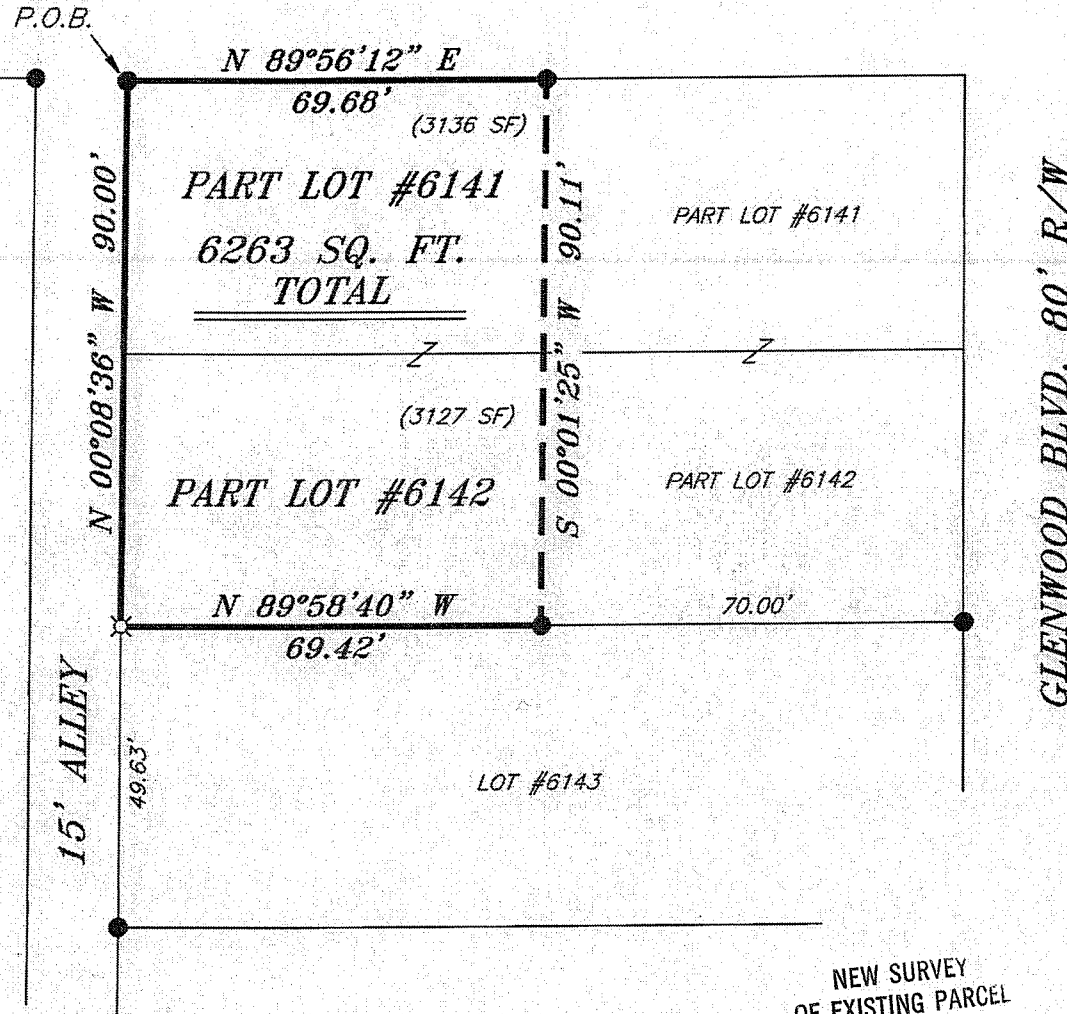 P.O.B.
N 89°56'12" E
69.68'
(3136 SF)
PART LOT #6141
6263 SQ. FT.
TOTAL
N 00°08'36" W 90.00'
S 00°01'25" W 90.11'
PART LOT #6141
Z
Z
(3127 SF)
PART LOT #6142
PART LOT #6142
N 89°58'40" W
69.42'
70.00'
GLENWOOD BLVD. 80' R/W
15' ALLEY
49.63'
LOT #6143
NEW SURVEY
OF EXISTING PARCEL